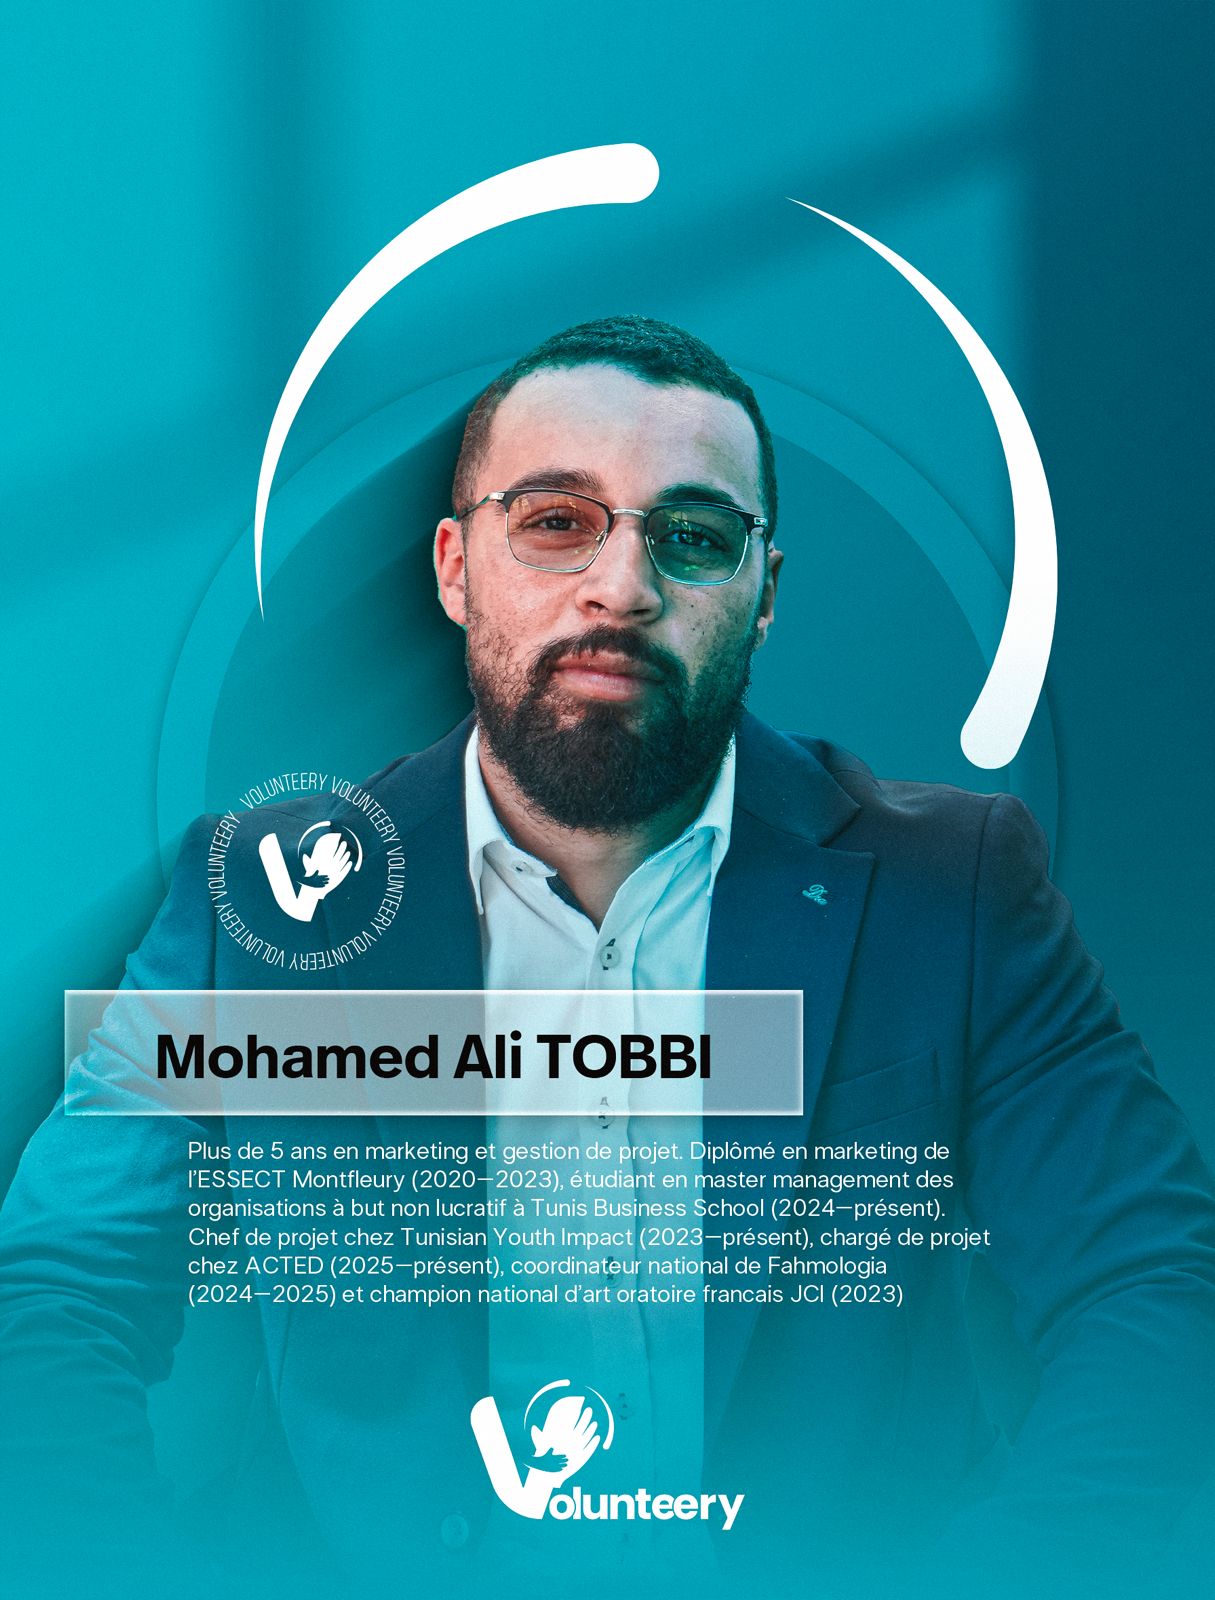 VOLUNTEERY VOLUNTEERY VOLUNTEERY VOLUNTEERY VOLUNTEERY VOLUNTEERY
Mohamed Ali TOBBI
Plus de 5 ans en marketing et gestion de projet. Diplômé en marketing de
l’ESSECT Montfleury (2020—2023), étudiant en master management des
organisations à but non lucratif à Tunis Business School (2024—présent).
Chef de projet chez Tunisian Youth Impact (2023—présent), chargé de projet
chez ACTED (2025—présent), coordinateur national de Fahmologia
(2024—2025) et champion national d’art oratoire francais JCI (2023)
Volunteery